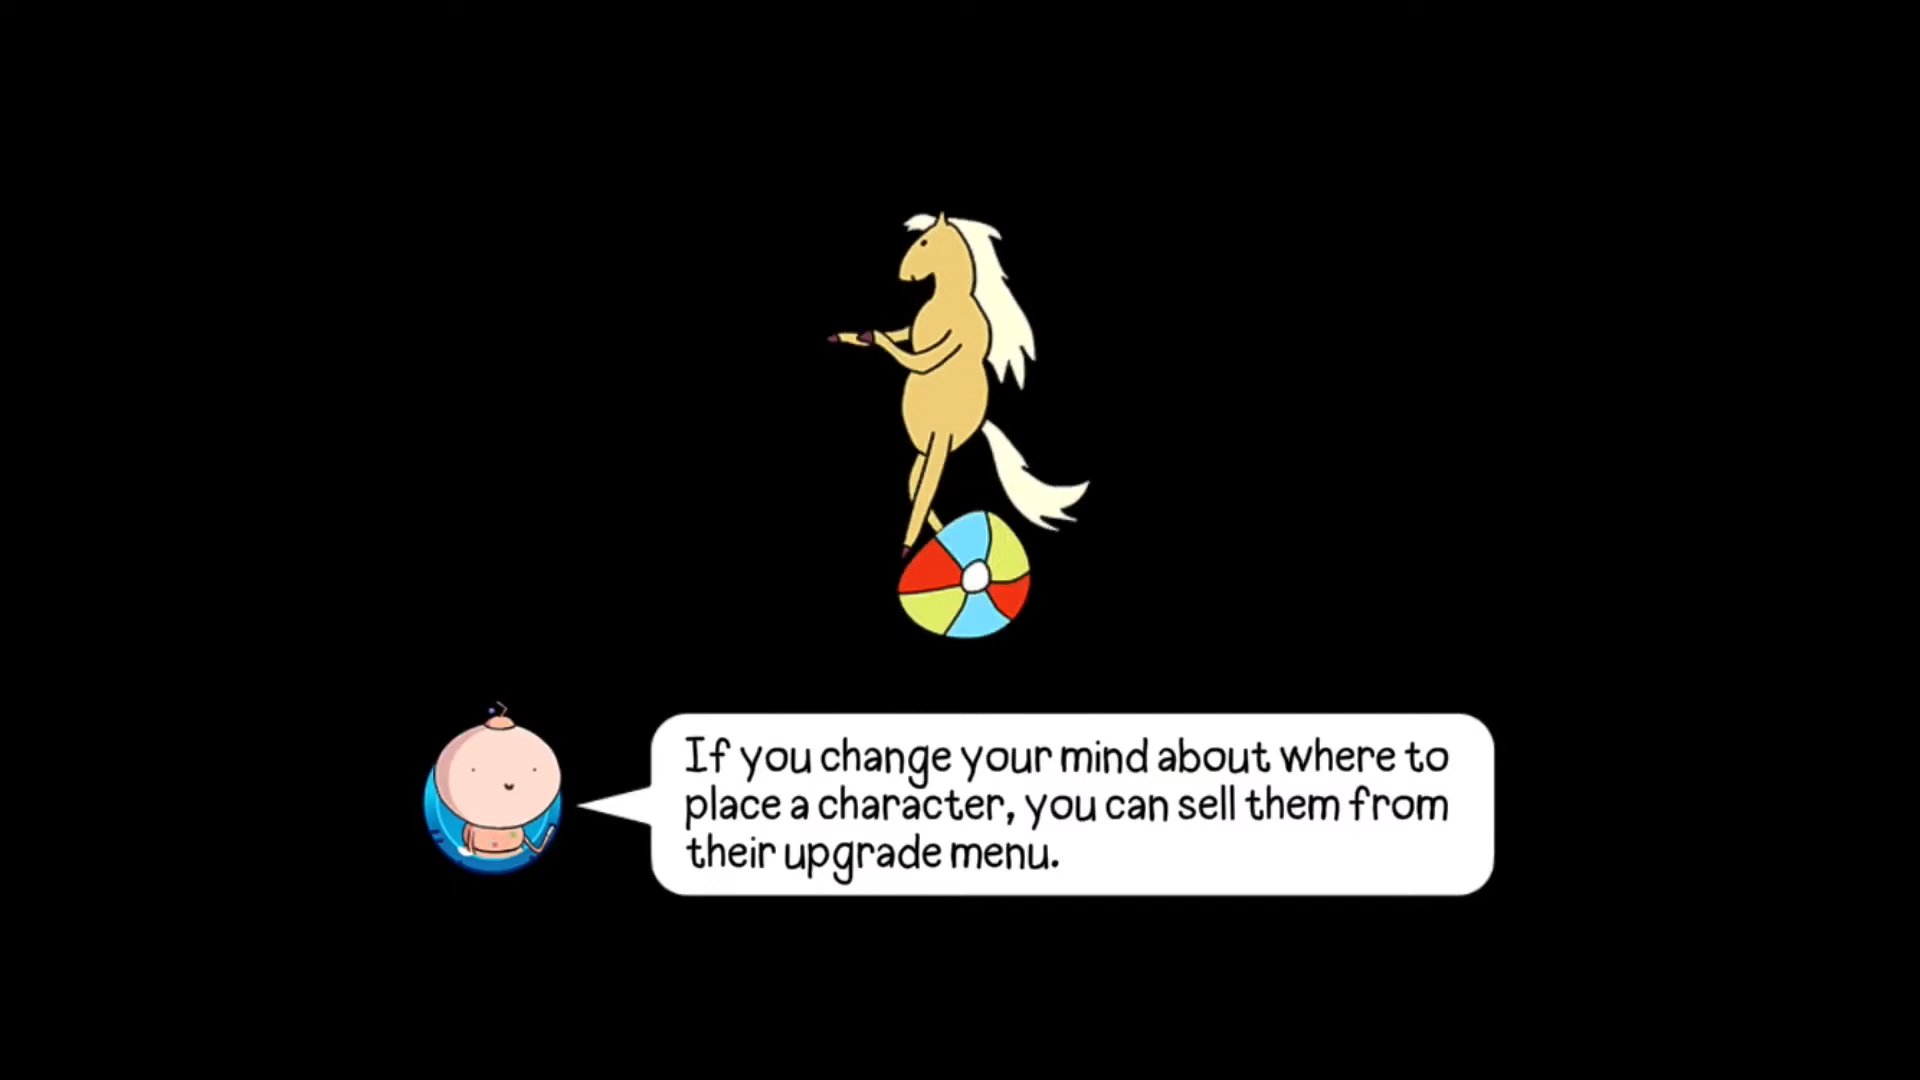 If you change your mind about where to
place a character, you can sell them from
their upgrade menu.